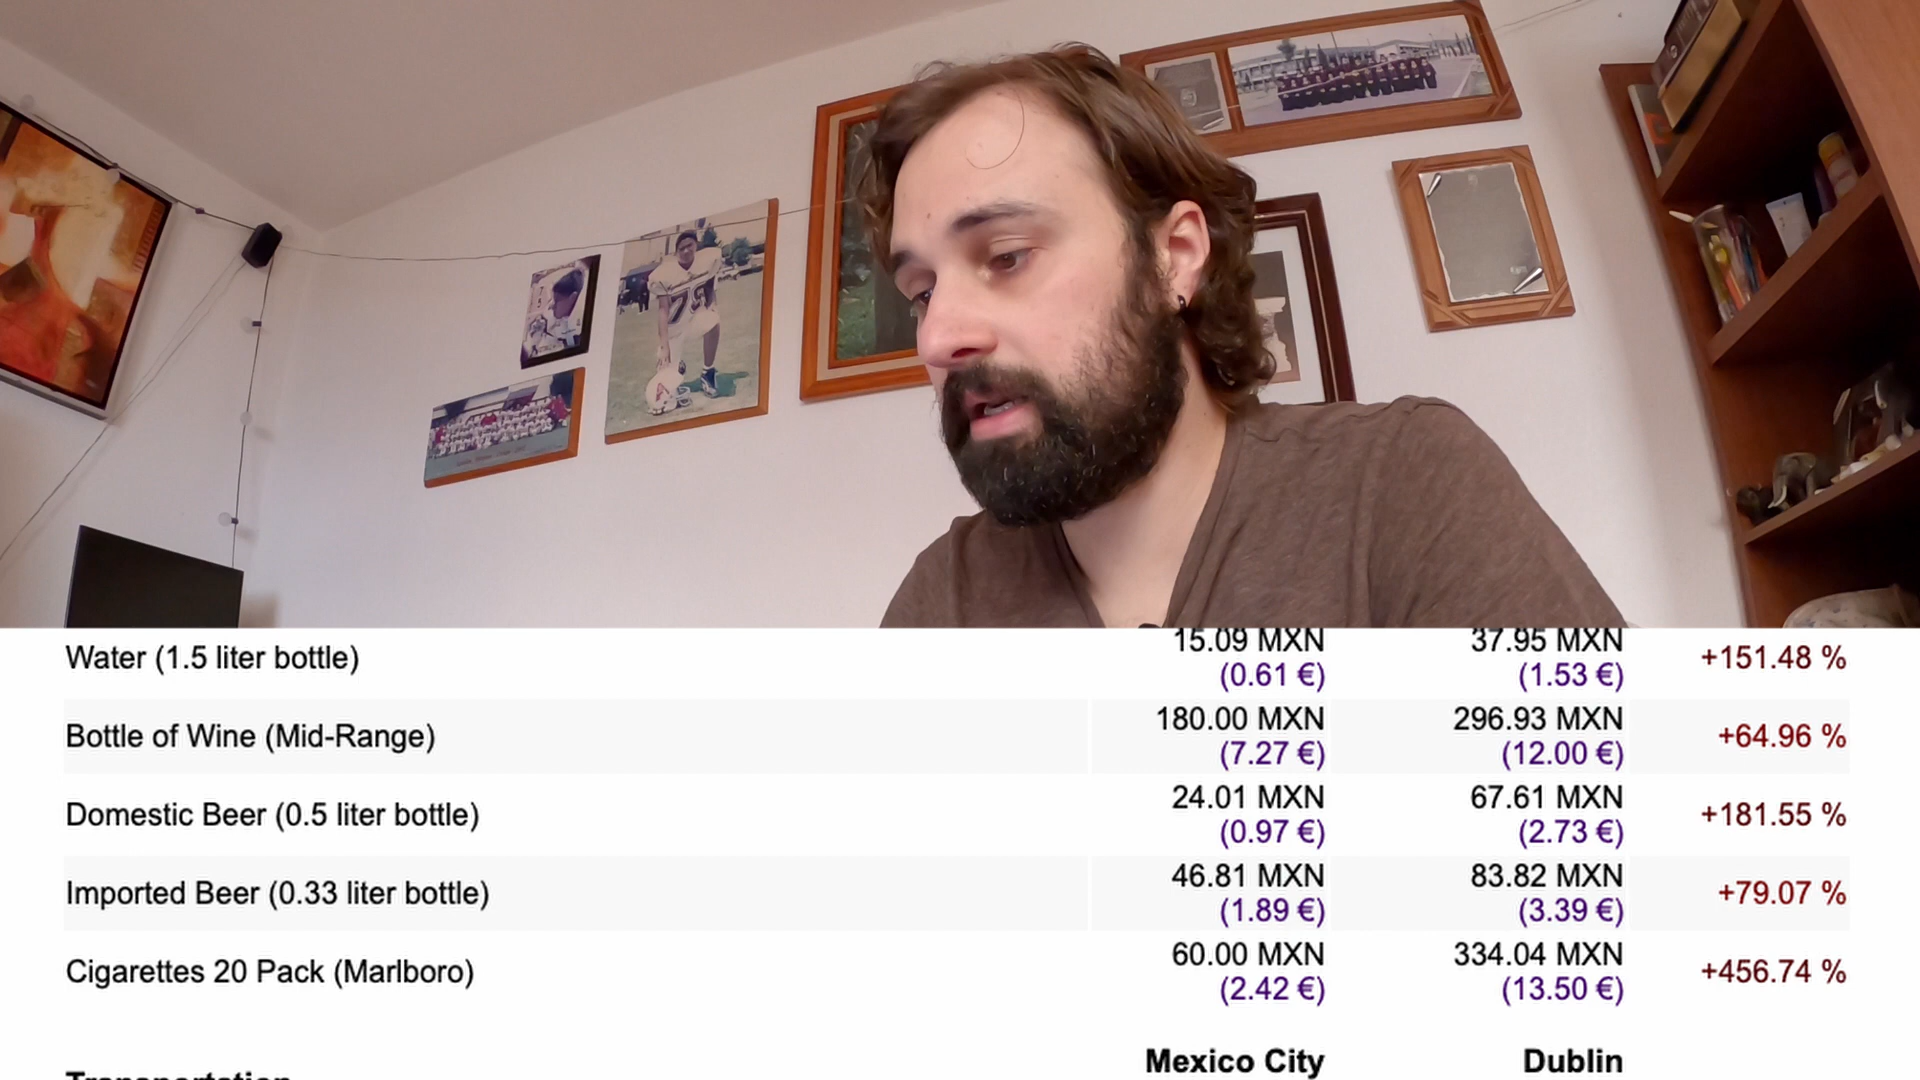 79
Water (1.5 liter bottle) 15.09 MXN 37.95 MXN +151.48 %
(0.61 €) (1.53 €)
Bottle of Wine (Mid-Range) 180.00 MXN 296.93 MXN +64.96 %
(7.27 €) (12.00 €)
Domestic Beer (0.5 liter bottle) 24.01 MXN 67.61 MXN +181.55 %
(0.97 €) (2.73 €)
Imported Beer (0.33 liter bottle) 46.81 MXN 83.82 MXN +79.07 %
(1.89 €) (3.39 €)
Cigarettes 20 Pack (Marlboro) 60.00 MXN 334.04 MXN +456.74 %
(2.42 €) (13.50 €)
Transportation Mexico City Dublin